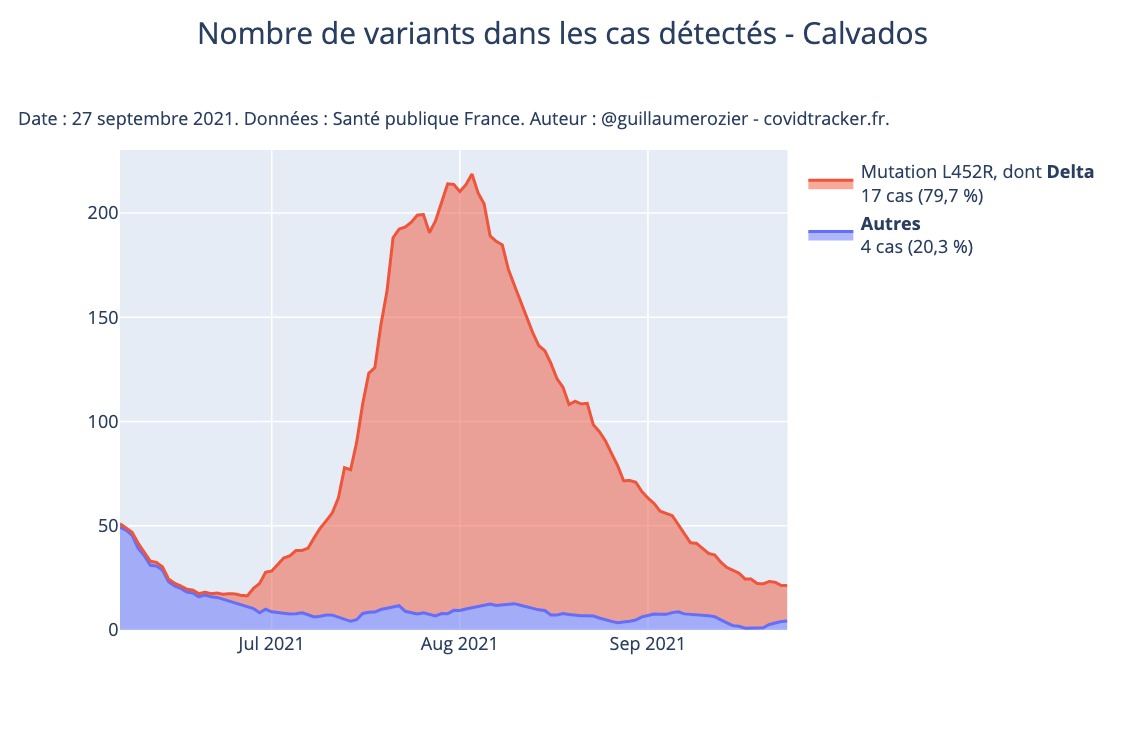 Nombre de variants dans les cas détectés - Calvados
Date : 27 septembre 2021. Données : Santé publique France. Auteur : @guillaumerozier - covidtracker.fr.
Mutation L452R, dont Delta
17 cas (79,7 %)
Autres
4 cas (20,3 %)
200
150
100
50
0
Jul 2021
Aug 2021
Sep 2021